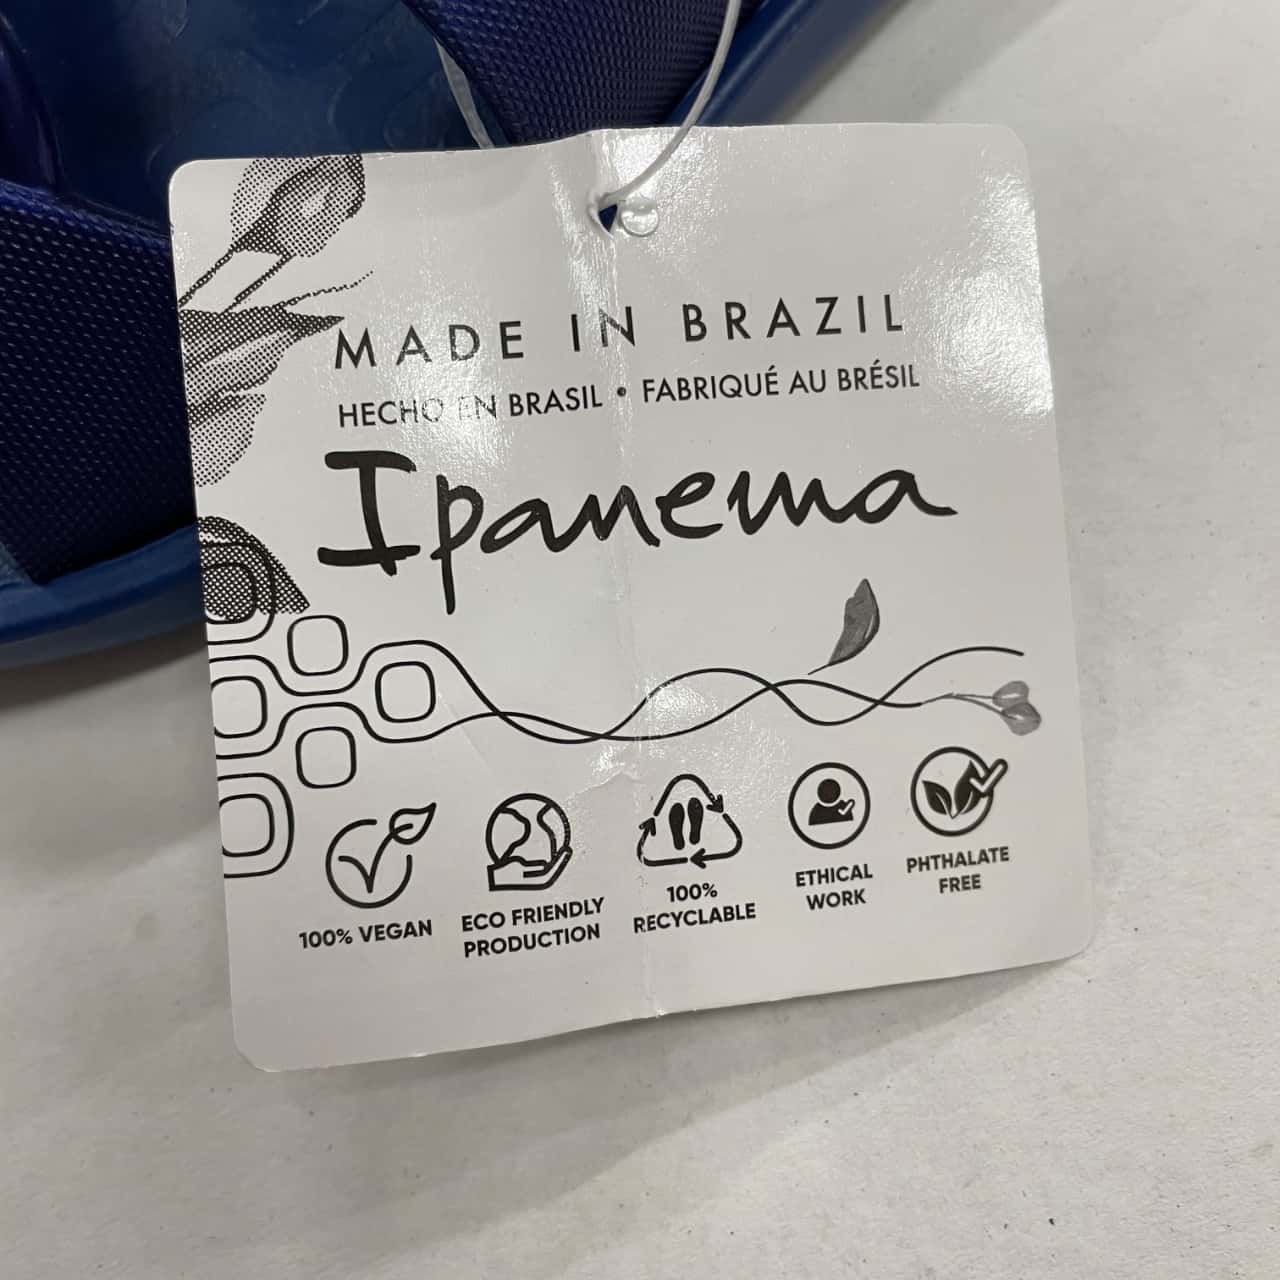 MADE IN BRAZIL
HECHO EN BRASIL • FABRIQUÉ AU BRÉSIL
Ipanema
100% VEGAN
ECO FRIENDLY
PRODUCTION
100%
RECYCLABLE
ETHICAL
WORK
PHTHALATE
FREE